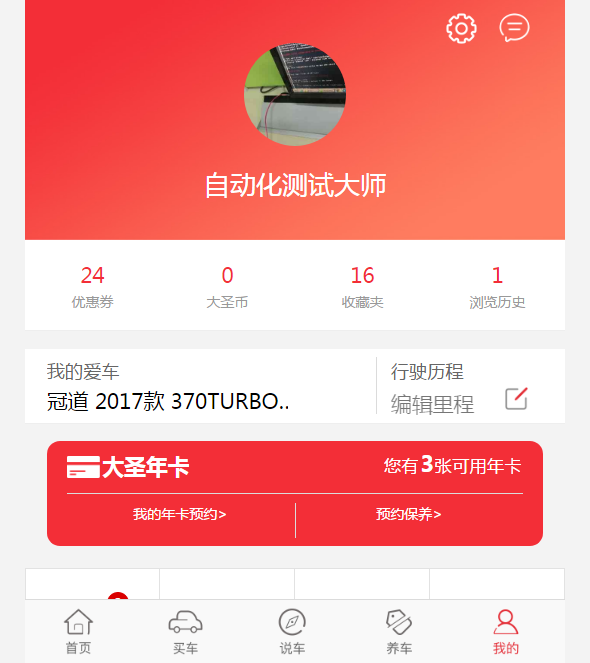 自动化测试大师
24 0 16 1
优惠券 大圣币 收藏夹 浏览历史
我的爱车 行驶历程
冠道 2017款 370TURBO.. 编辑里程
大圣年卡 您有3张可用年卡
我的年卡预约> 预约保养>
首页 买车 说车 养车 我的